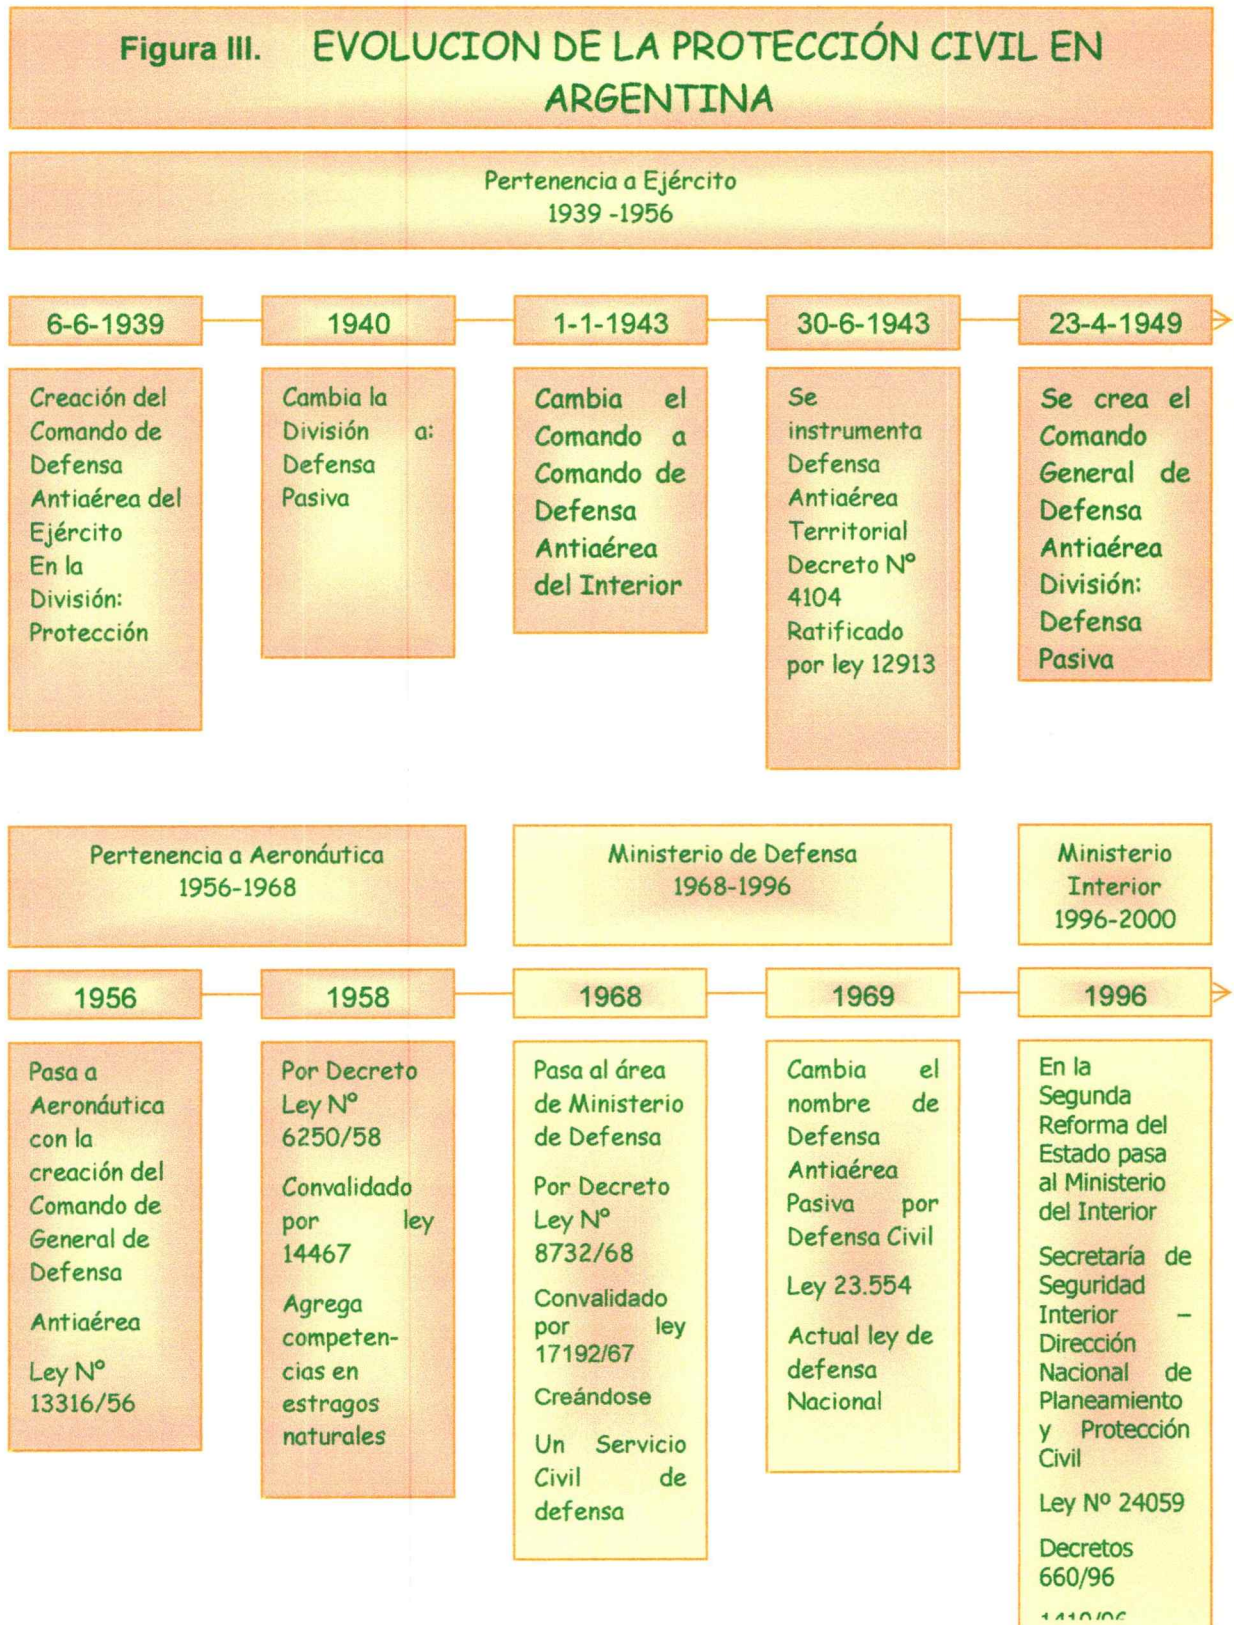 Figura III. EVOLUCION DE LA PROTECCIÓN CIVIL EN
ARGENTINA
Pertenencia a Ejército
1939 -1956
6-6-1939
Creación del
Comando de
Defensa
Antiaérea del
Ejército
En la
División:
Protección
1940
Cambia la
División a:
Defensa
Pasiva
1-1-1943
Cambia el
Comando a
Comando de
Defensa
Antiaérea
del Interior
30-6-1943
Se
instrumenta
Defensa
Antiaérea
Territorial
Decreto Nº
4104
Ratificado
por ley 12913
23-4-1949
Se crea el
Comando
General de
Defensa
Antiaérea
División:
Defensa
Pasiva
Pertenencia a Aeronáutica
1956-1968
Ministerio de Defensa
1968-1996
Ministerio
Interior
1996-2000
1956
Pasa a
Aeronáutica
con la
creación del
Comando de
General de
Defensa
Antiaérea
Ley Nº
13316/56
1958
Por Decreto
Ley Nº
6250/58
Convalidado
por ley
14467
Agrega
competen-
cias en
estragos
naturales
1968
Pasa al área
de Ministerio
de Defensa
Por Decreto
Ley Nº
8732/68
Convalidado
por ley
17192/67
Creándose
Un Servicio
Civil de
defensa
1969
Cambia el
nombre de
Defensa
Antiaérea
Pasiva por
Defensa Civil
Ley 23.554
Actual ley de
defensa
Nacional
1996
En la
Segunda
Reforma del
Estado pasa
al Ministerio
del Interior
Secretaría de
Seguridad
Interior –
Dirección
Nacional de
Planeamiento
y Protección
Civil
Ley Nº 24059
Decretos
660/96